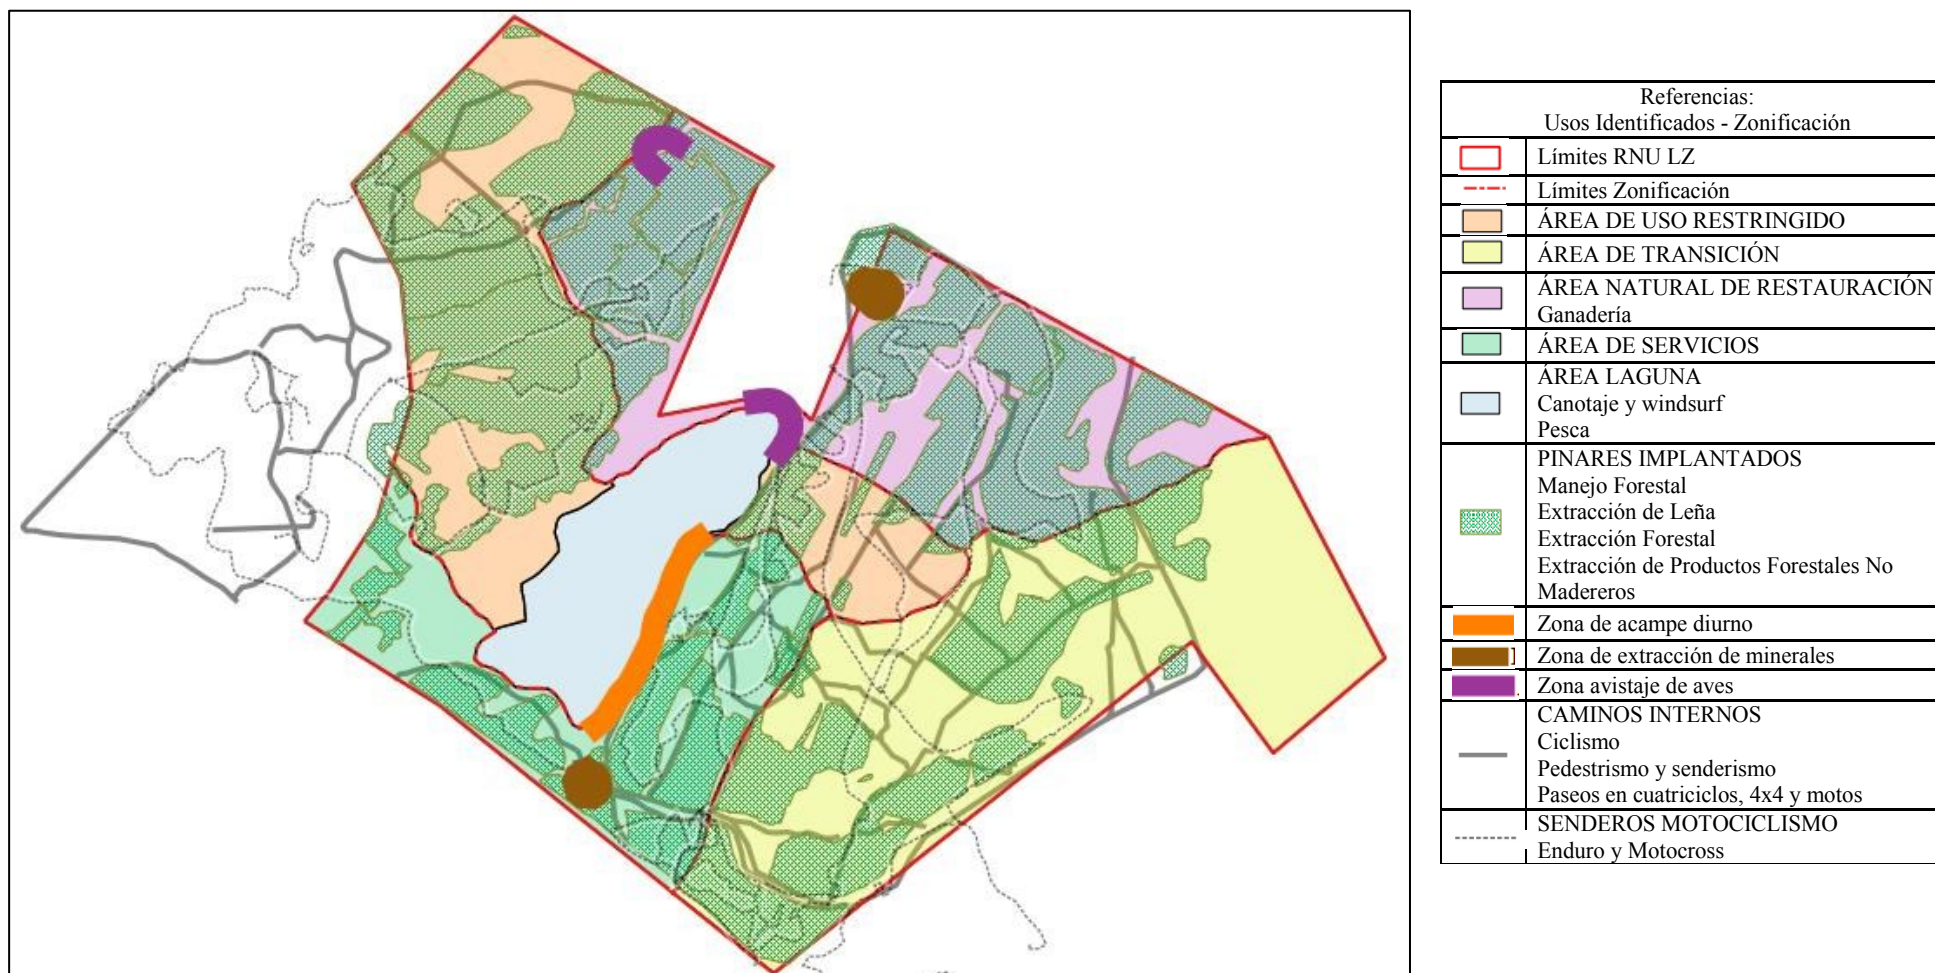 Referencias:
Usos Identificados - Zonificación
Límites RNU LZ
Límites Zonificación
ÁREA DE USO RESTRINGIDO
ÁREA DE TRANSICIÓN
ÁREA NATURAL DE RESTAURACIÓN
Ganadería
ÁREA DE SERVICIOS
ÁREA LAGUNA
Canotaje y windsurf
Pesca
PINARES IMPLANTADOS
Manejo Forestal
Extracción de Leña
Extracción Forestal
Extracción de Productos Forestales No
Madereros
Zona de acampe diurno
Zona de extracción de minerales
Zona avistaje de aves
CAMINOS INTERNOS
Ciclismo
Pedestrismo y senderismo
Paseos en cuatriciclos, 4x4 y motos
SENDEROS MOTOCICLISMO
Enduro y Motocross